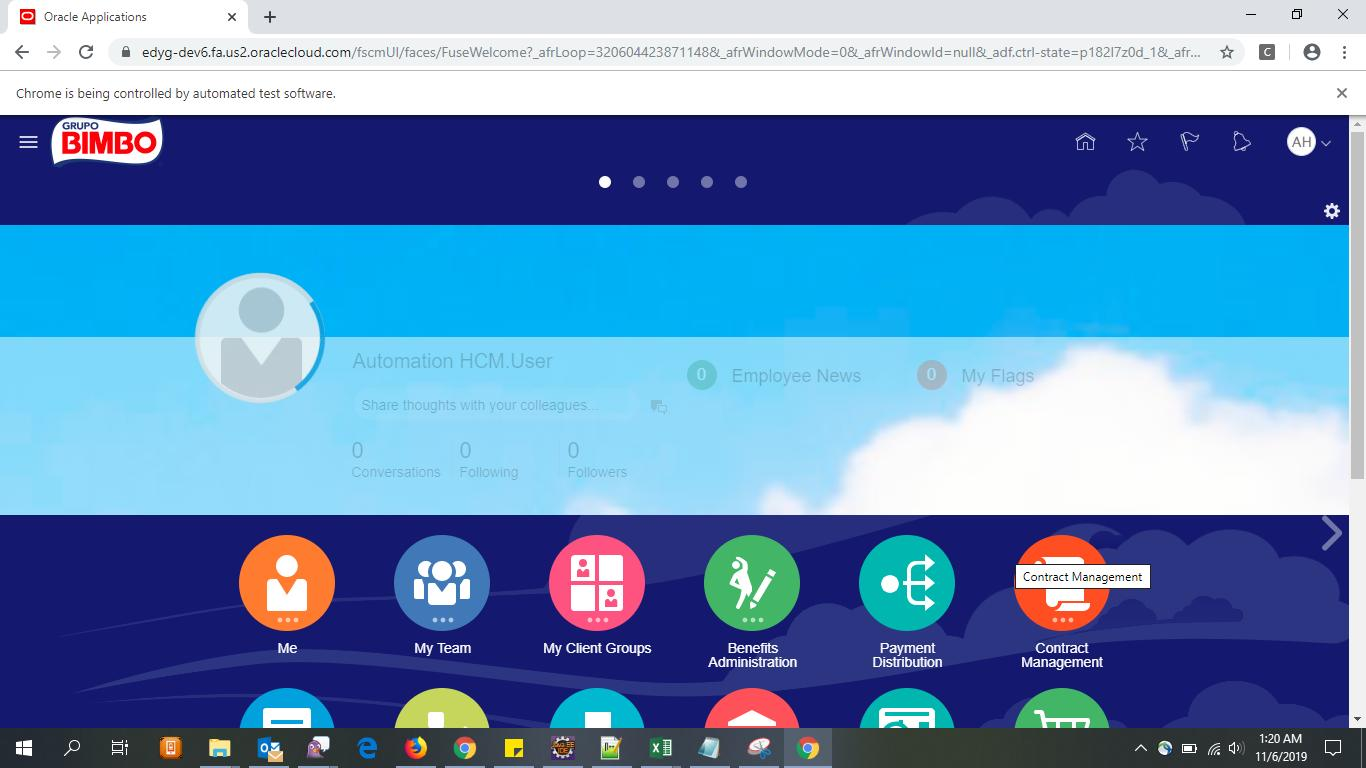 Oracle Applications
edyg-dev6.fa.us2.oraclecloud.com/fscmUI/faces/FuseWelcome?_afrLoop=3206044238711148&_afrWindowMode=0&_afrWindowId=null&_adf.ctrl-state=p182l7z0d_1&_afr...
C
Chrome is being controlled by automated test software.
GRUPO
BIMBO
AH
Automation HCM.User
0 Employee News
0 My Flags
Share thoughts with your colleagues...
0 0 0
Conversations Following Followers
Contract Management
Me
My Team
My Client Groups
Benefits
Administration
Payment
Distribution
Contract
Management
1:20 AM
11/6/2019